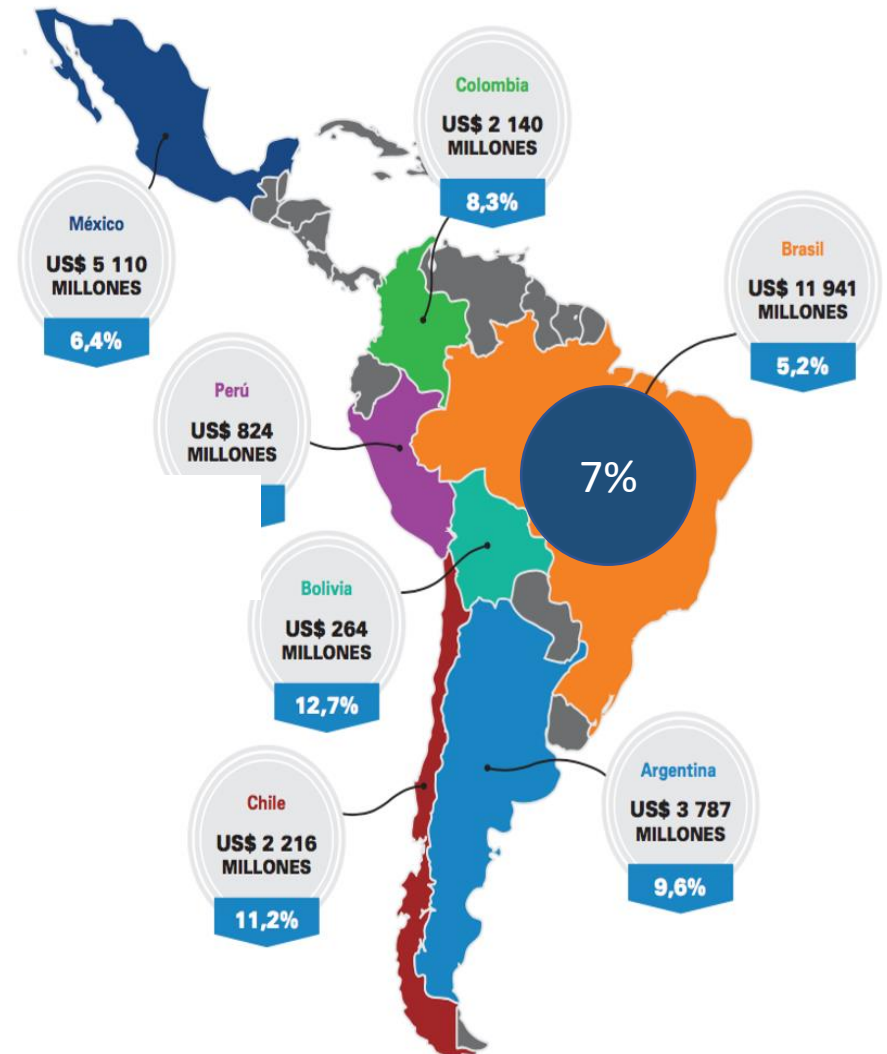 Colombia
US$ 2 140
MILLONES
8,3%
México
US$ 5 110
MILLONES
6,4%
Brasil
US$ 11 941
MILLONES
5,2%
Perú
US$ 824
MILLONES
7%
Bolivia
US$ 264
MILLONES
12,7%
Argentina
US$ 3 787
MILLONES
9,6%
Chile
US$ 2 216
MILLONES
11,2%